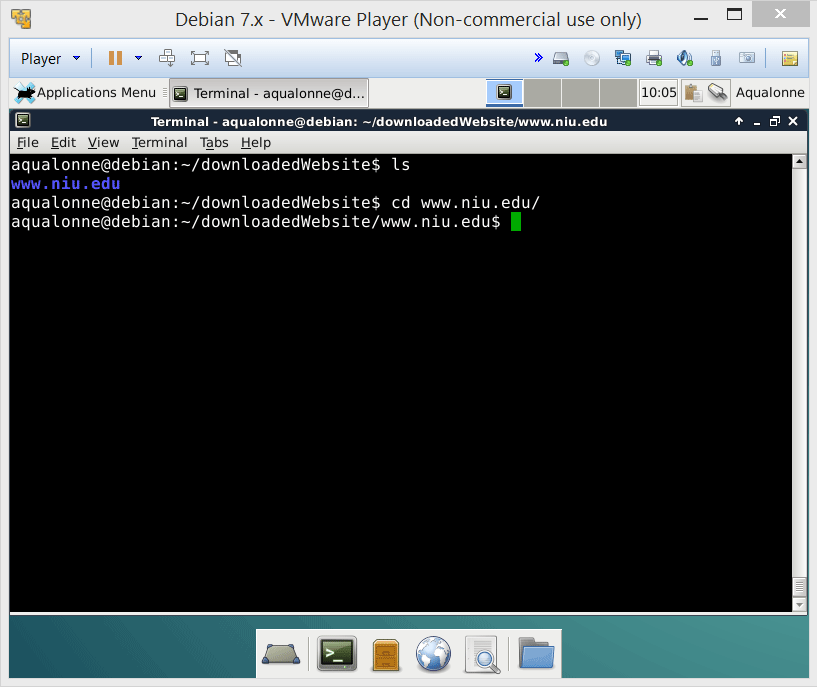 Debian 7.x - VMware Player (Non-commercial use only)
Player
Applications Menu
Terminal - aqualonne@d...
10:05
Aqualonne
Terminal - aqualonne@debian: ~/downloadedWebsite/www.niu.edu
File Edit View Terminal Tabs Help
aqualonne@debian:~/downloadedWebsite$ ls
www.niu.edu
aqualonne@debian:~/downloadedWebsite$ cd www.niu.edu/
aqualonne@debian:~/downloadedWebsite/www.niu.edu$